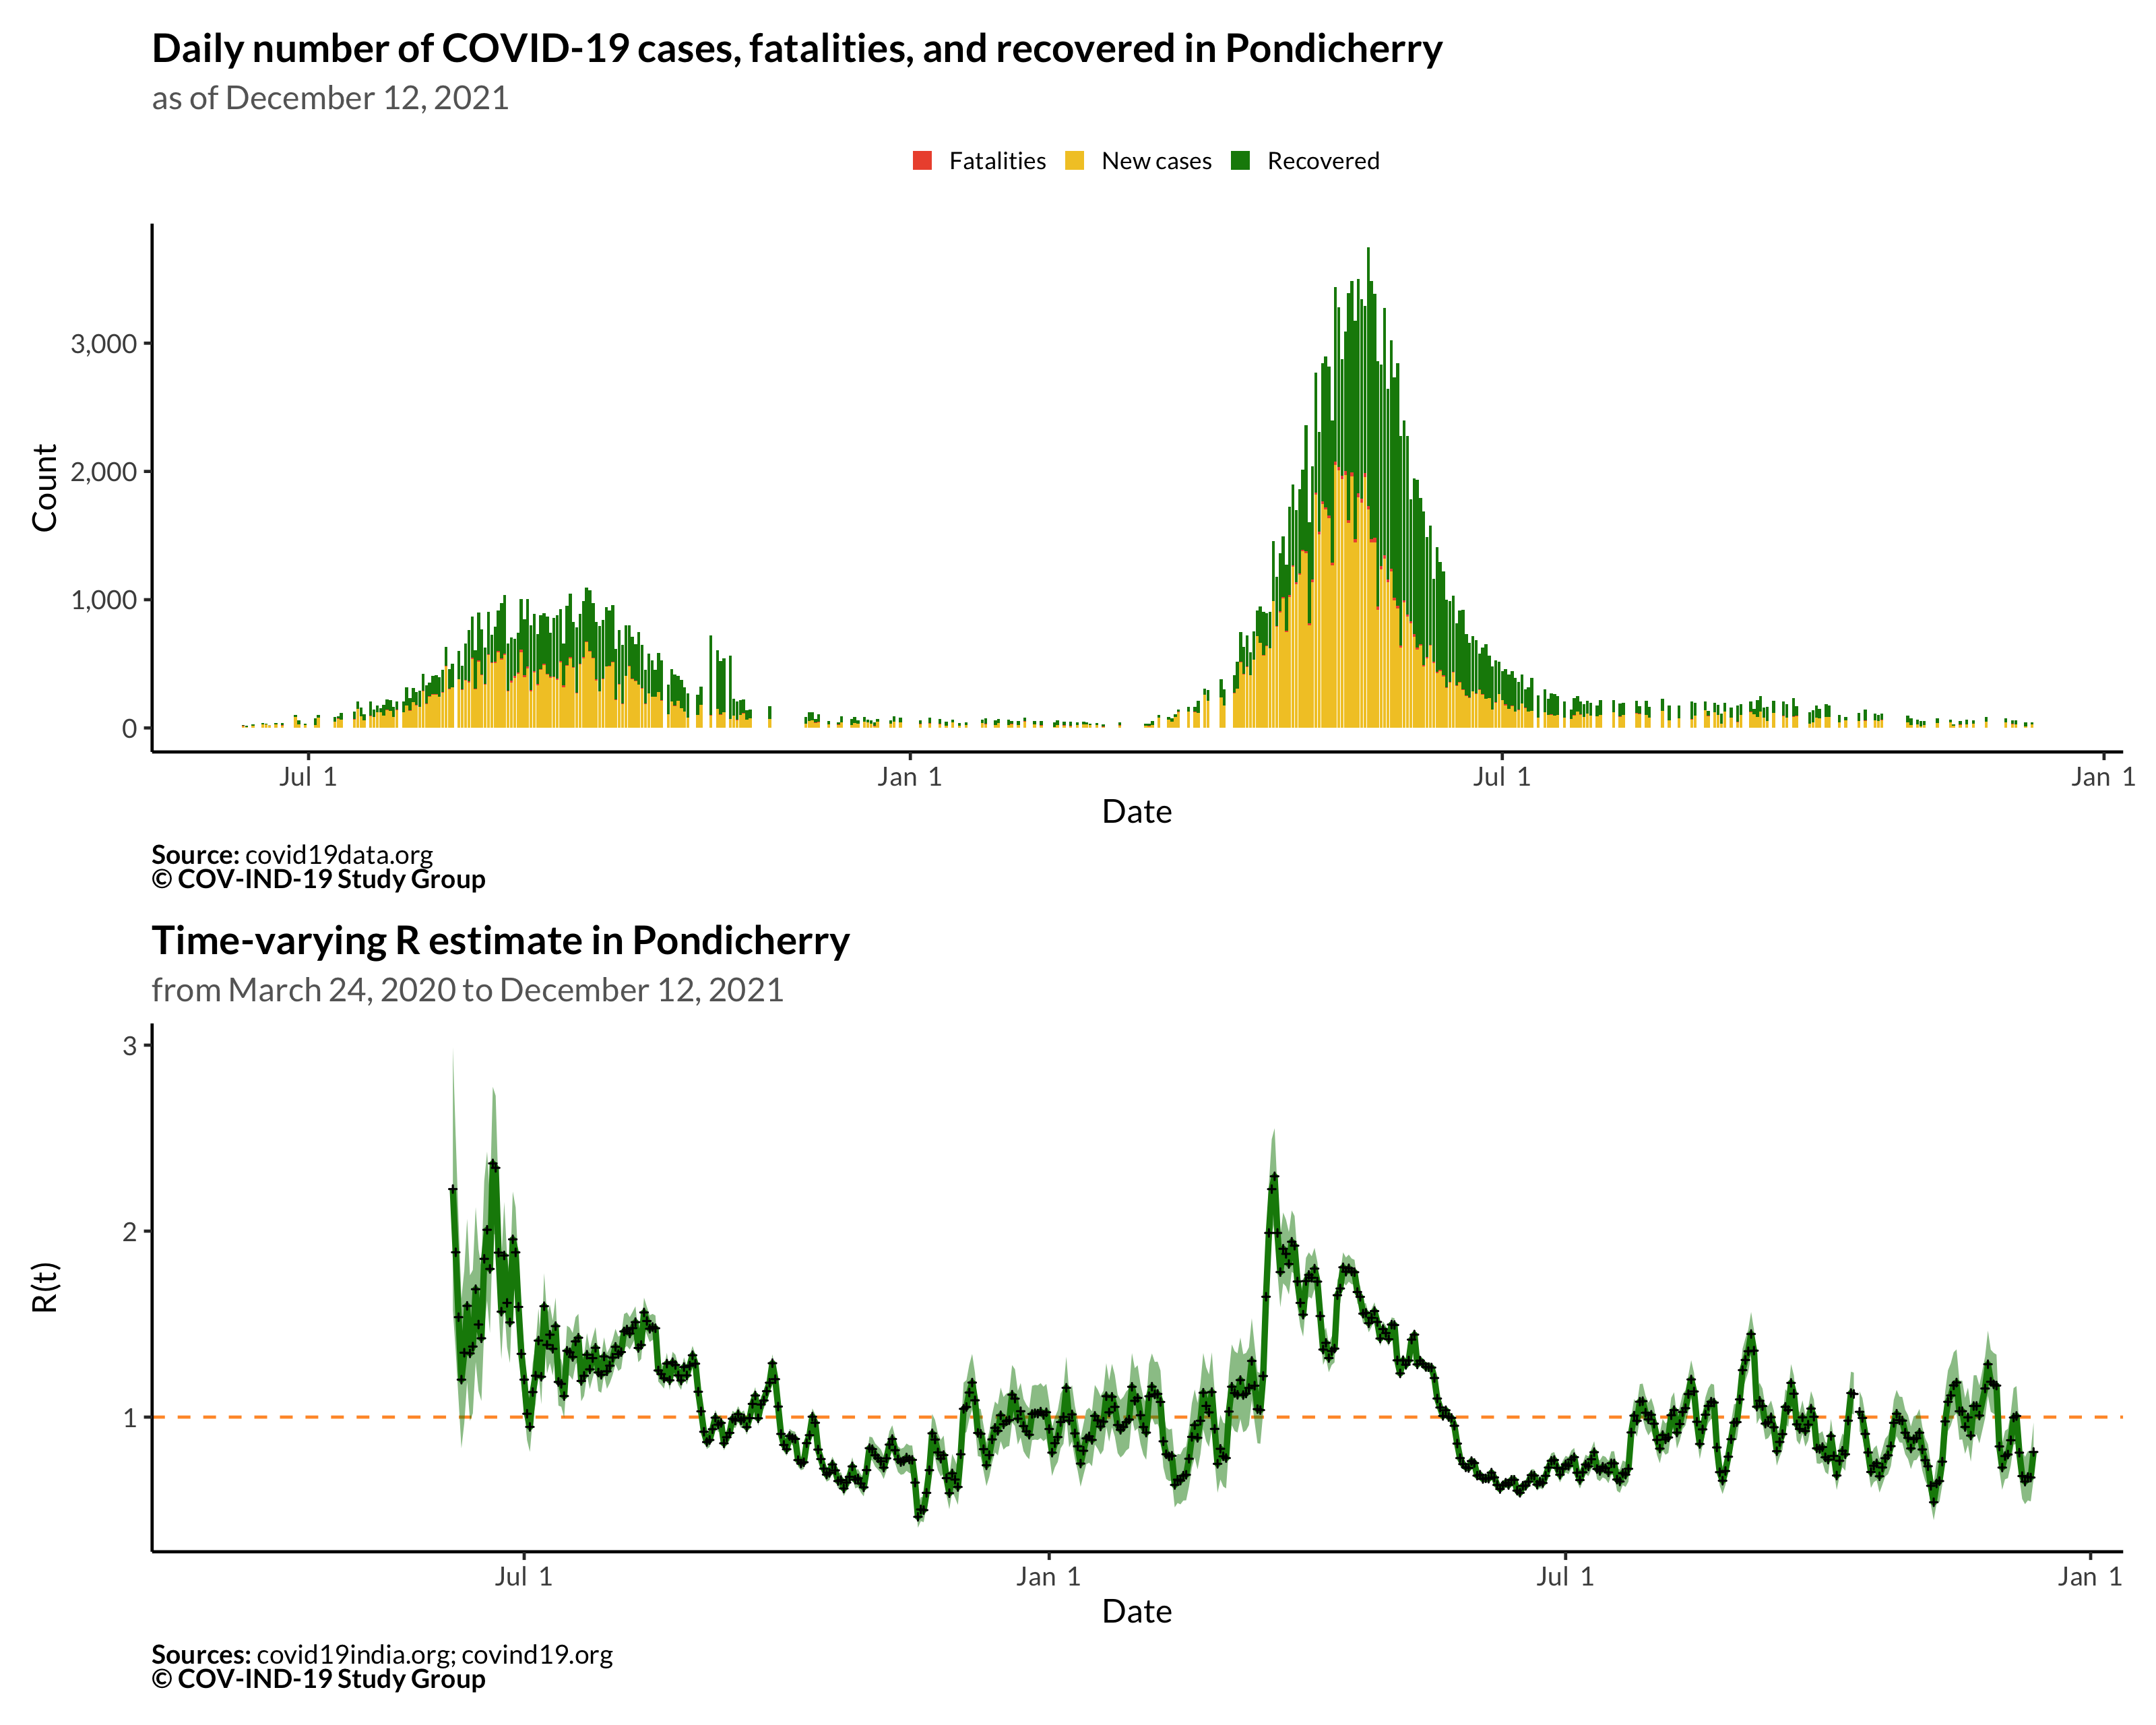 Daily number of COVID-19 cases, fatalities, and recovered in Pondicherry
as of December 12, 2021
Fatalities New cases Recovered
3,000
2,000
1,000
0
Count
Jul 1 Jan 1 Jul 1 Jan 1
Date
Source: covid19data.org
© COV-IND-19 Study Group
Time-varying R estimate in Pondicherry
from March 24, 2020 to December 12, 2021
3
2
1
R(t)
Jul 1 Jan 1 Jul 1 Jan 1
Date
Sources: covid19india.org; covind19.org
© COV-IND-19 Study Group